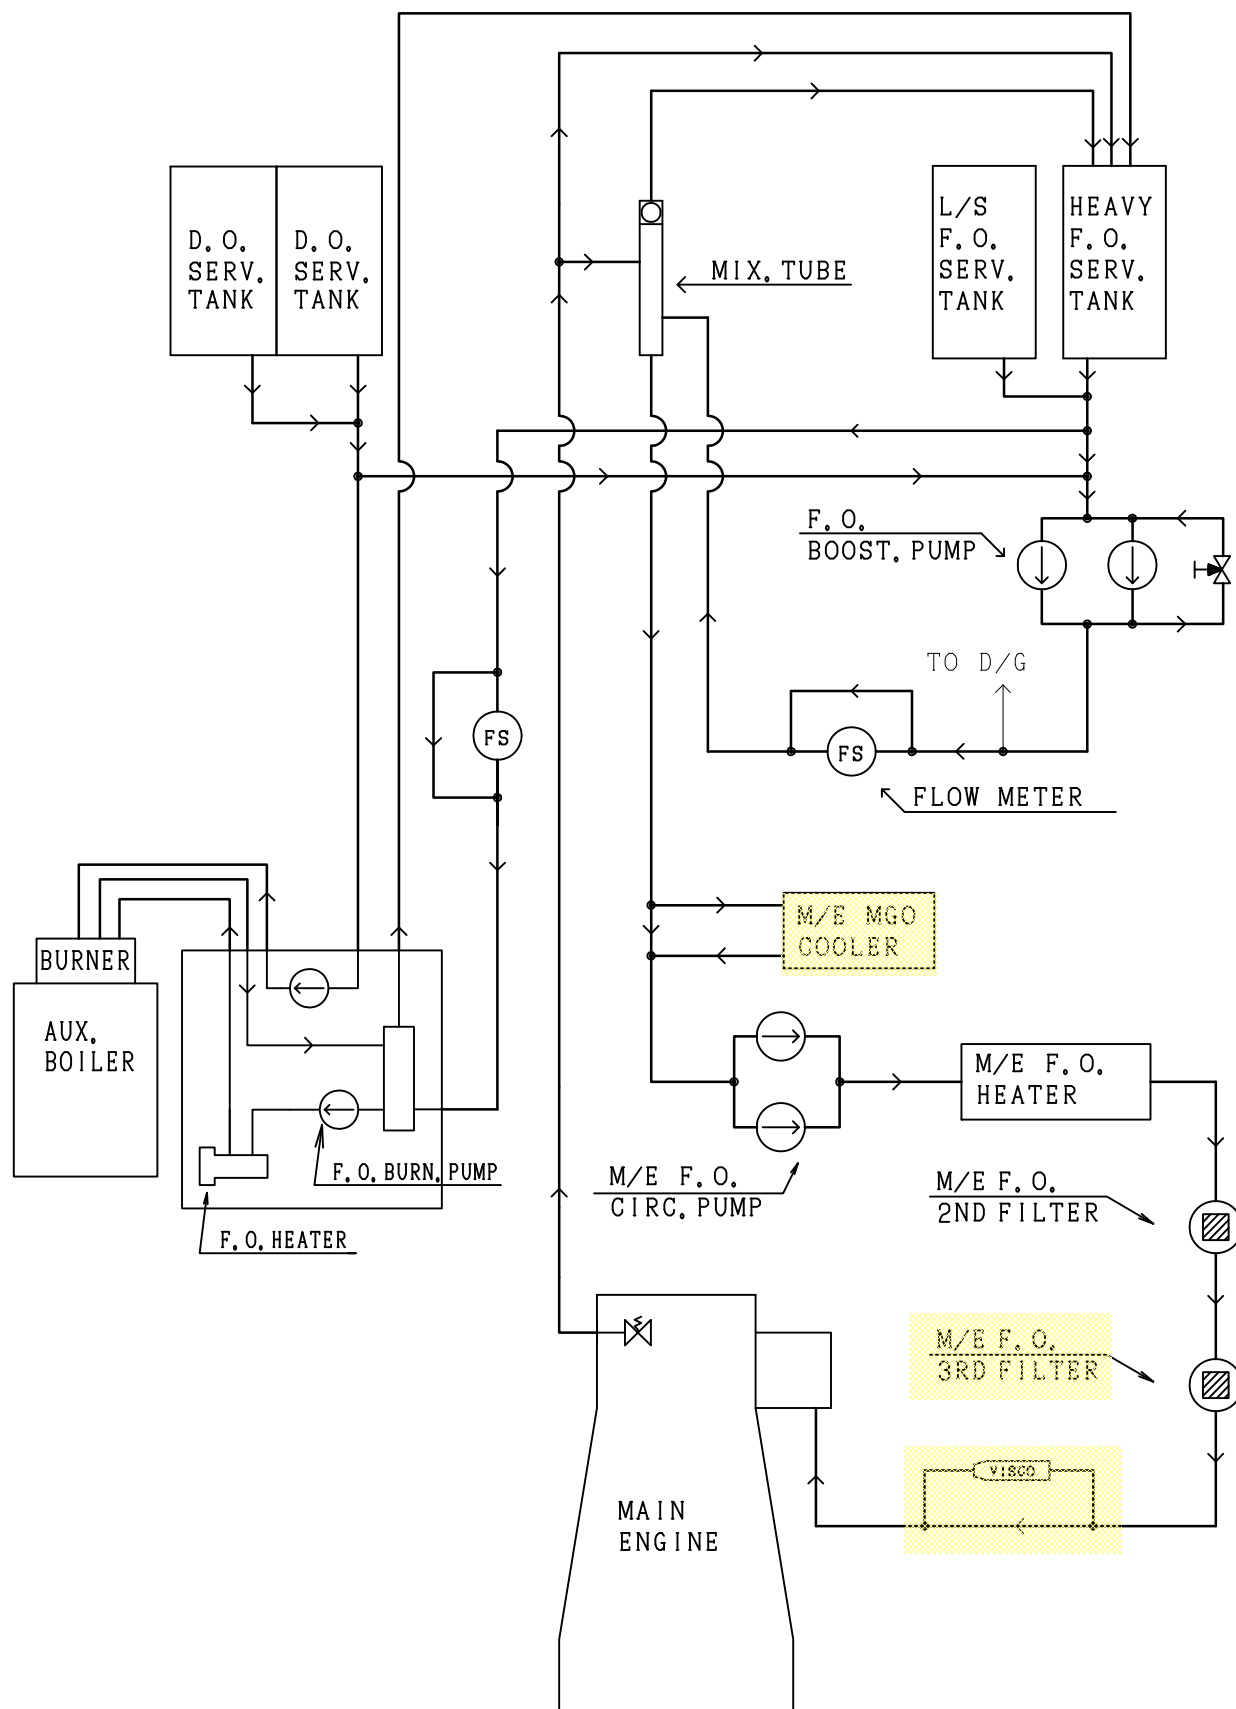 D.O.
SERV.
TANK
D.O.
SERV.
TANK
MIX. TUBE
L/S
F.O.
SERV.
TANK
HEAVY
F.O.
SERV.
TANK
F.O.
BOOST. PUMP
TO D/G
FS
FS
FLOW METER
M/E MGO
COOLER
BURNER
AUX.
BOILER
M/E F.O.
HEATER
F.O. BURN. PUMP
F.O. HEATER
M/E F.O.
CIRC. PUMP
M/E F.O.
2ND FILTER
M/E F.O.
3RD FILTER
VISCO
MAIN
ENGINE